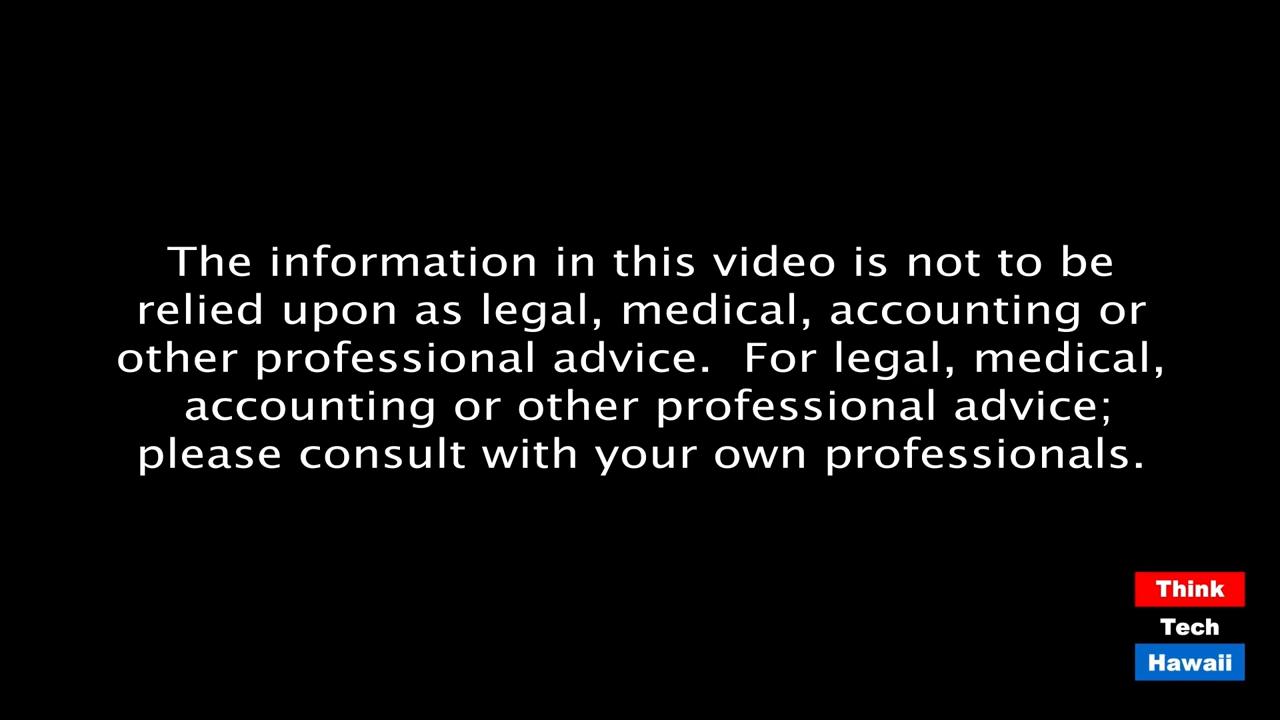 The information in this video is not to be
relied upon as legal, medical, accounting or
other professional advice.  For legal, medical,
accounting or other professional advice;
please consult with your own professionals.
Think
Tech
Hawaii